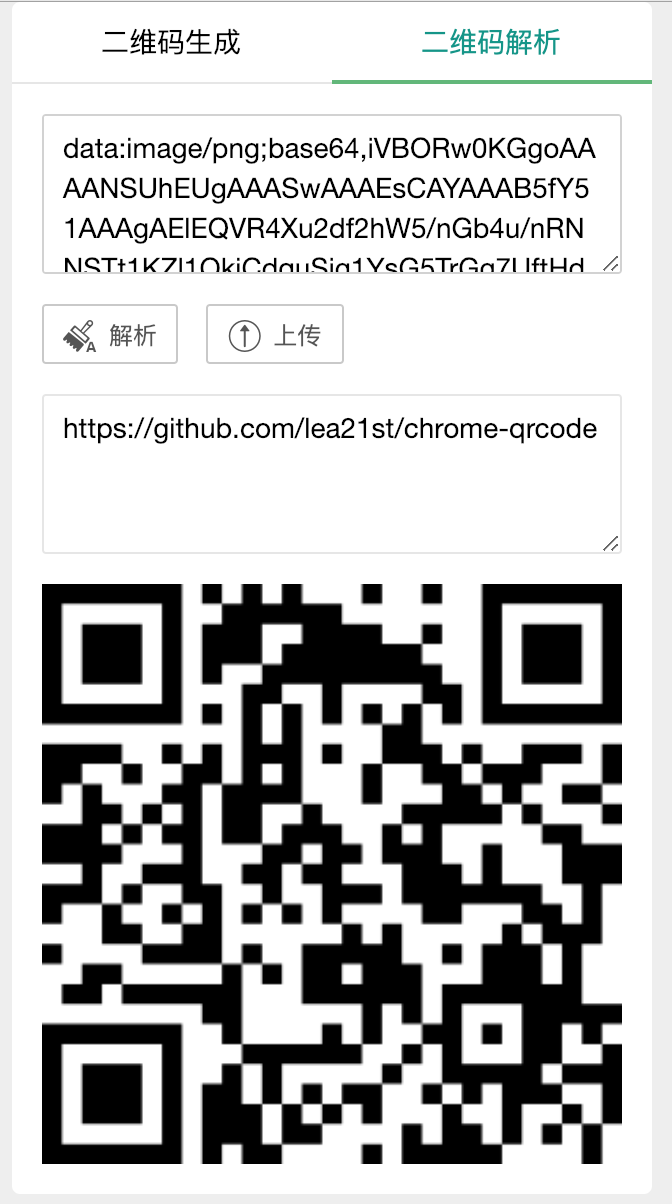 二维码生成
二维码解析
data:image/png;base64,iVBORw0KGgoAA
AANSUhEUgAAASwAAAEsCAYAAAB5fY5
1AAAgAElEQVR4Xu2df2hW5/nGb4u/nRN
解析
上传
https://github.com/lea21st/chrome-qrcode